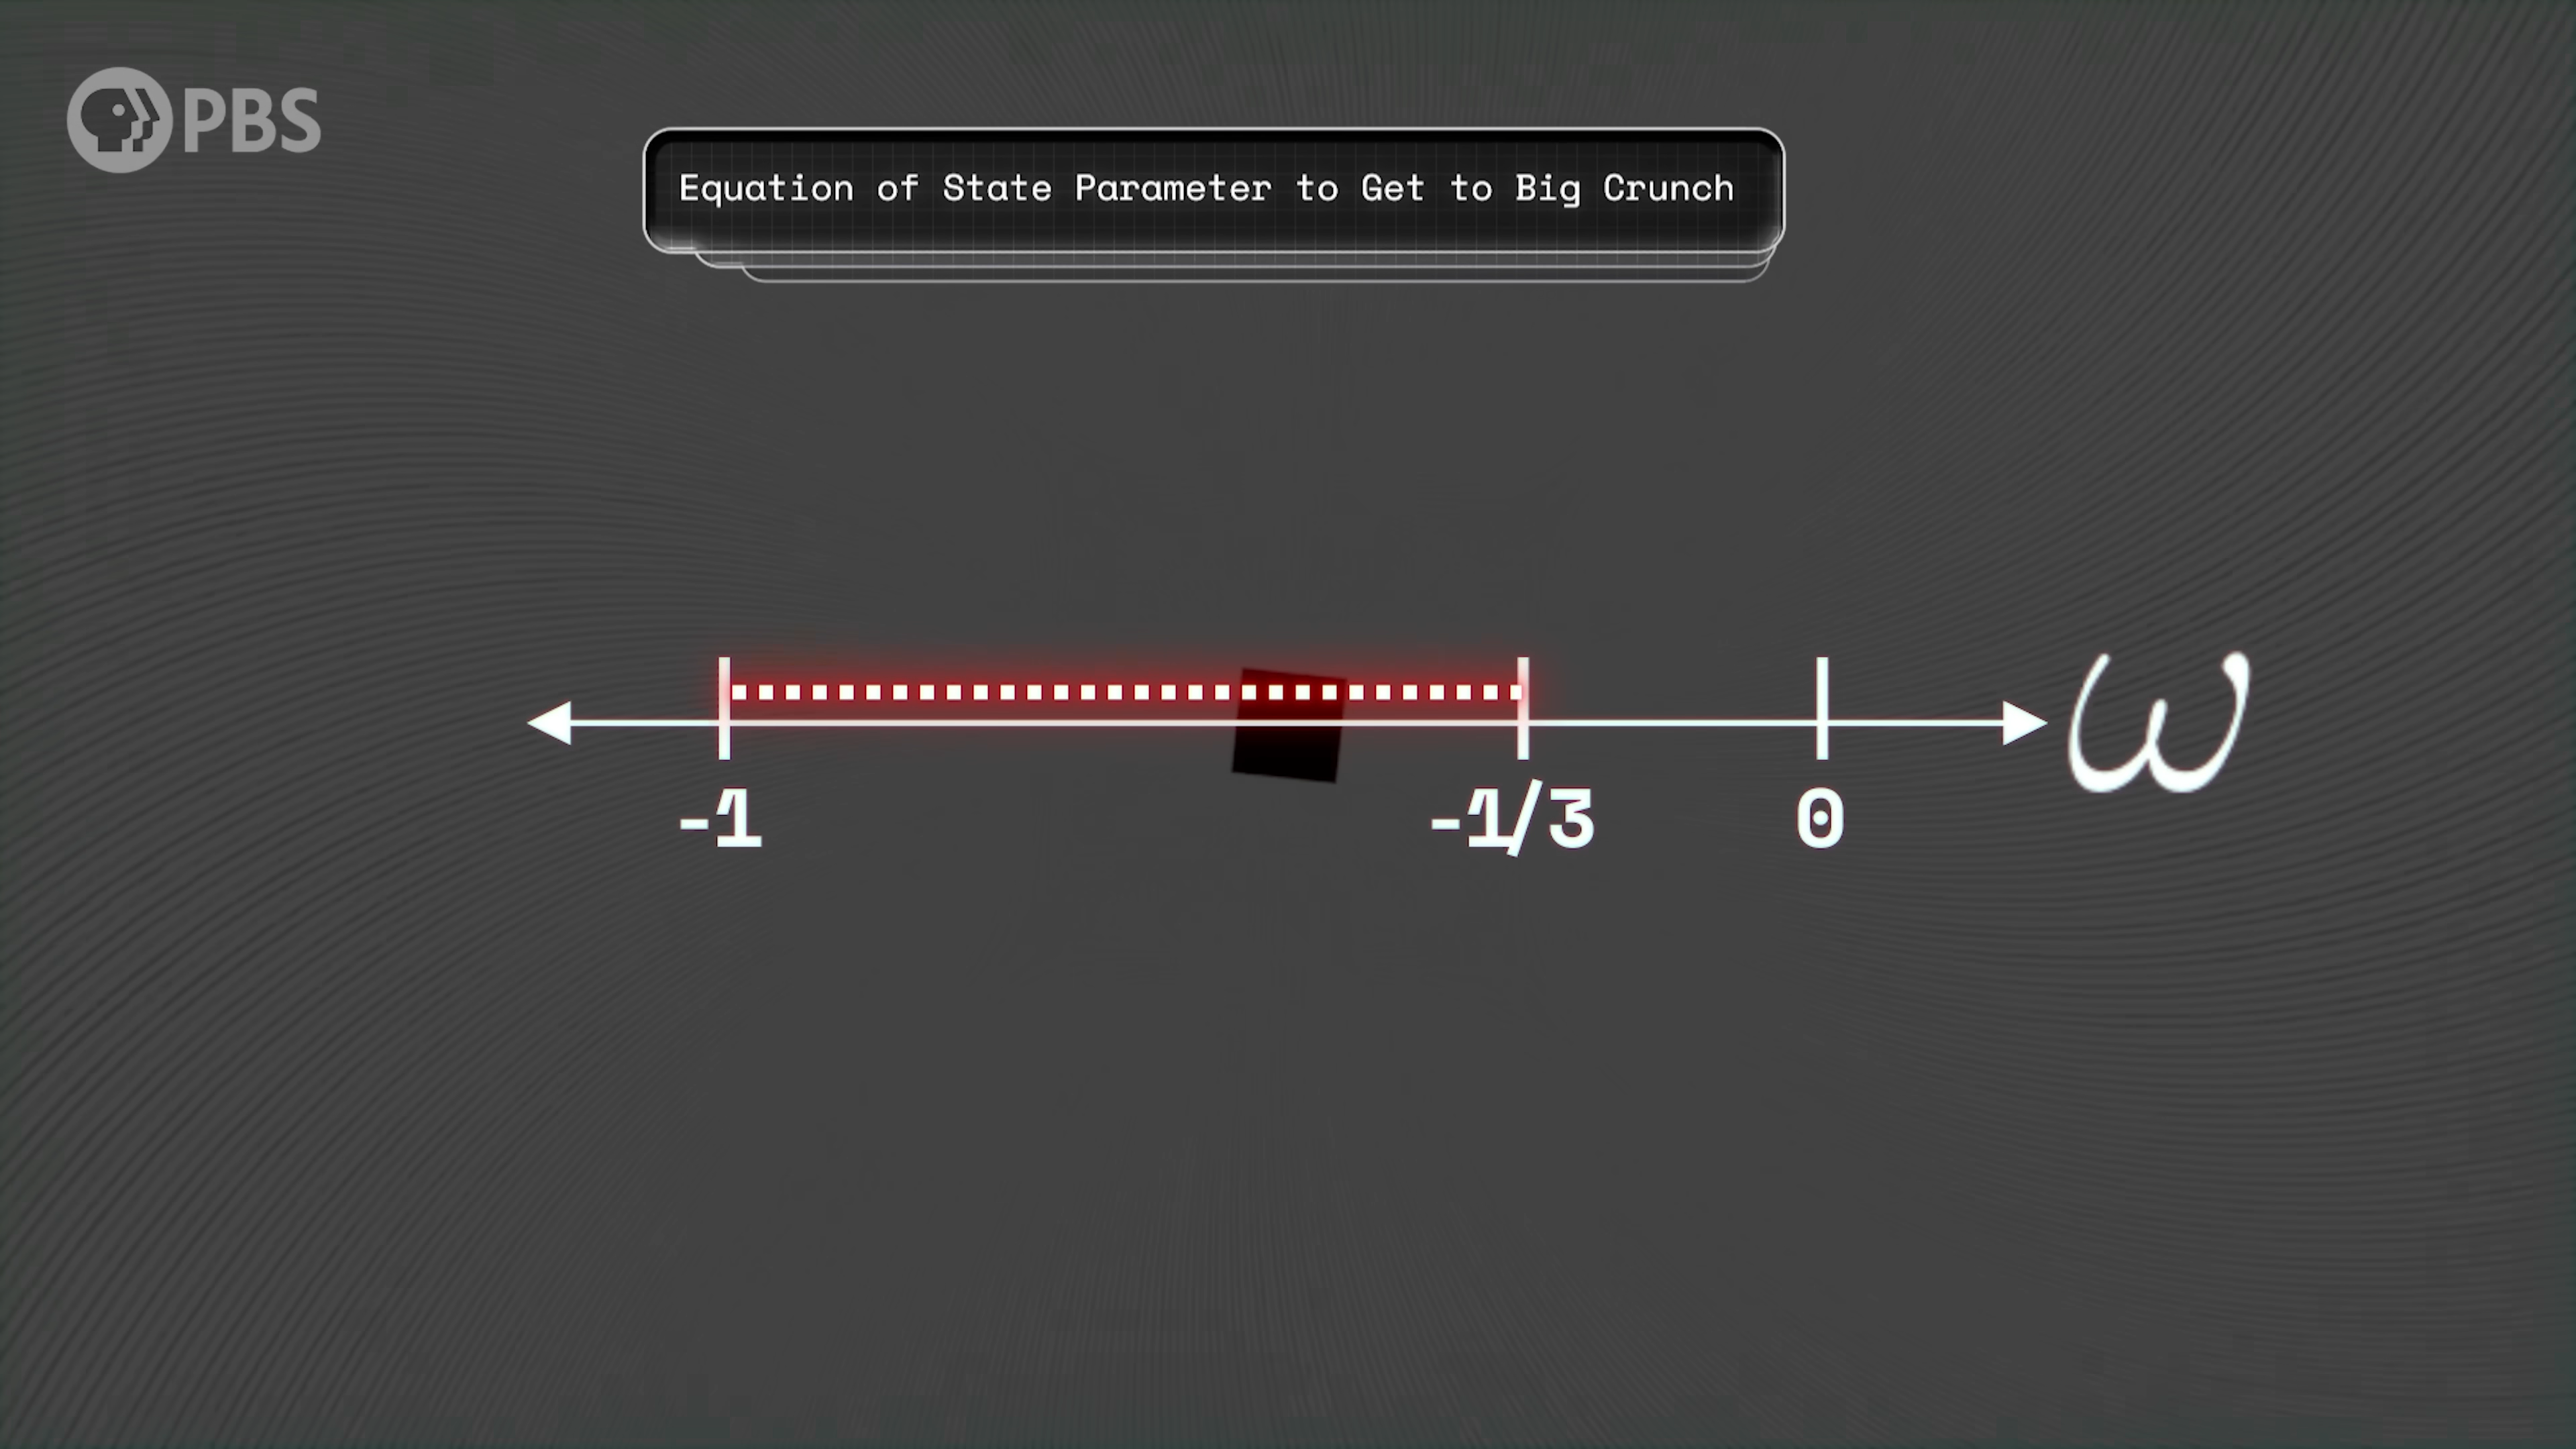 PBS
Equation of State Parameter to Get to Big Crunch
-1
-1/3
0
ω